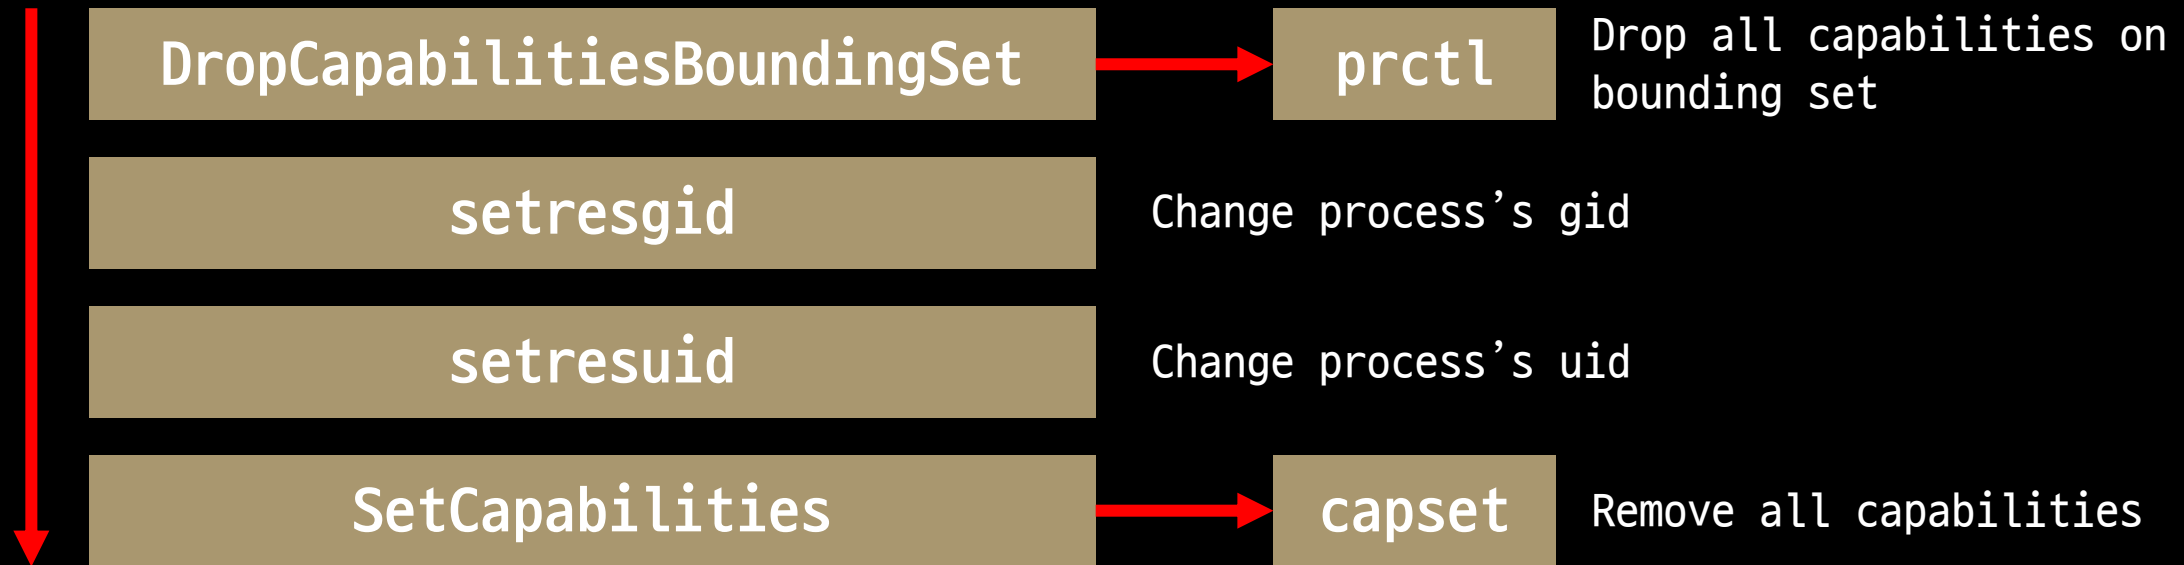 DropCapabilitiesBoundingSet
prctl
Drop all capabilities on
bounding set
setresgid
Change process’s gid
setresuid
Change process’s uid
SetCapabilities
capset
Remove all capabilities